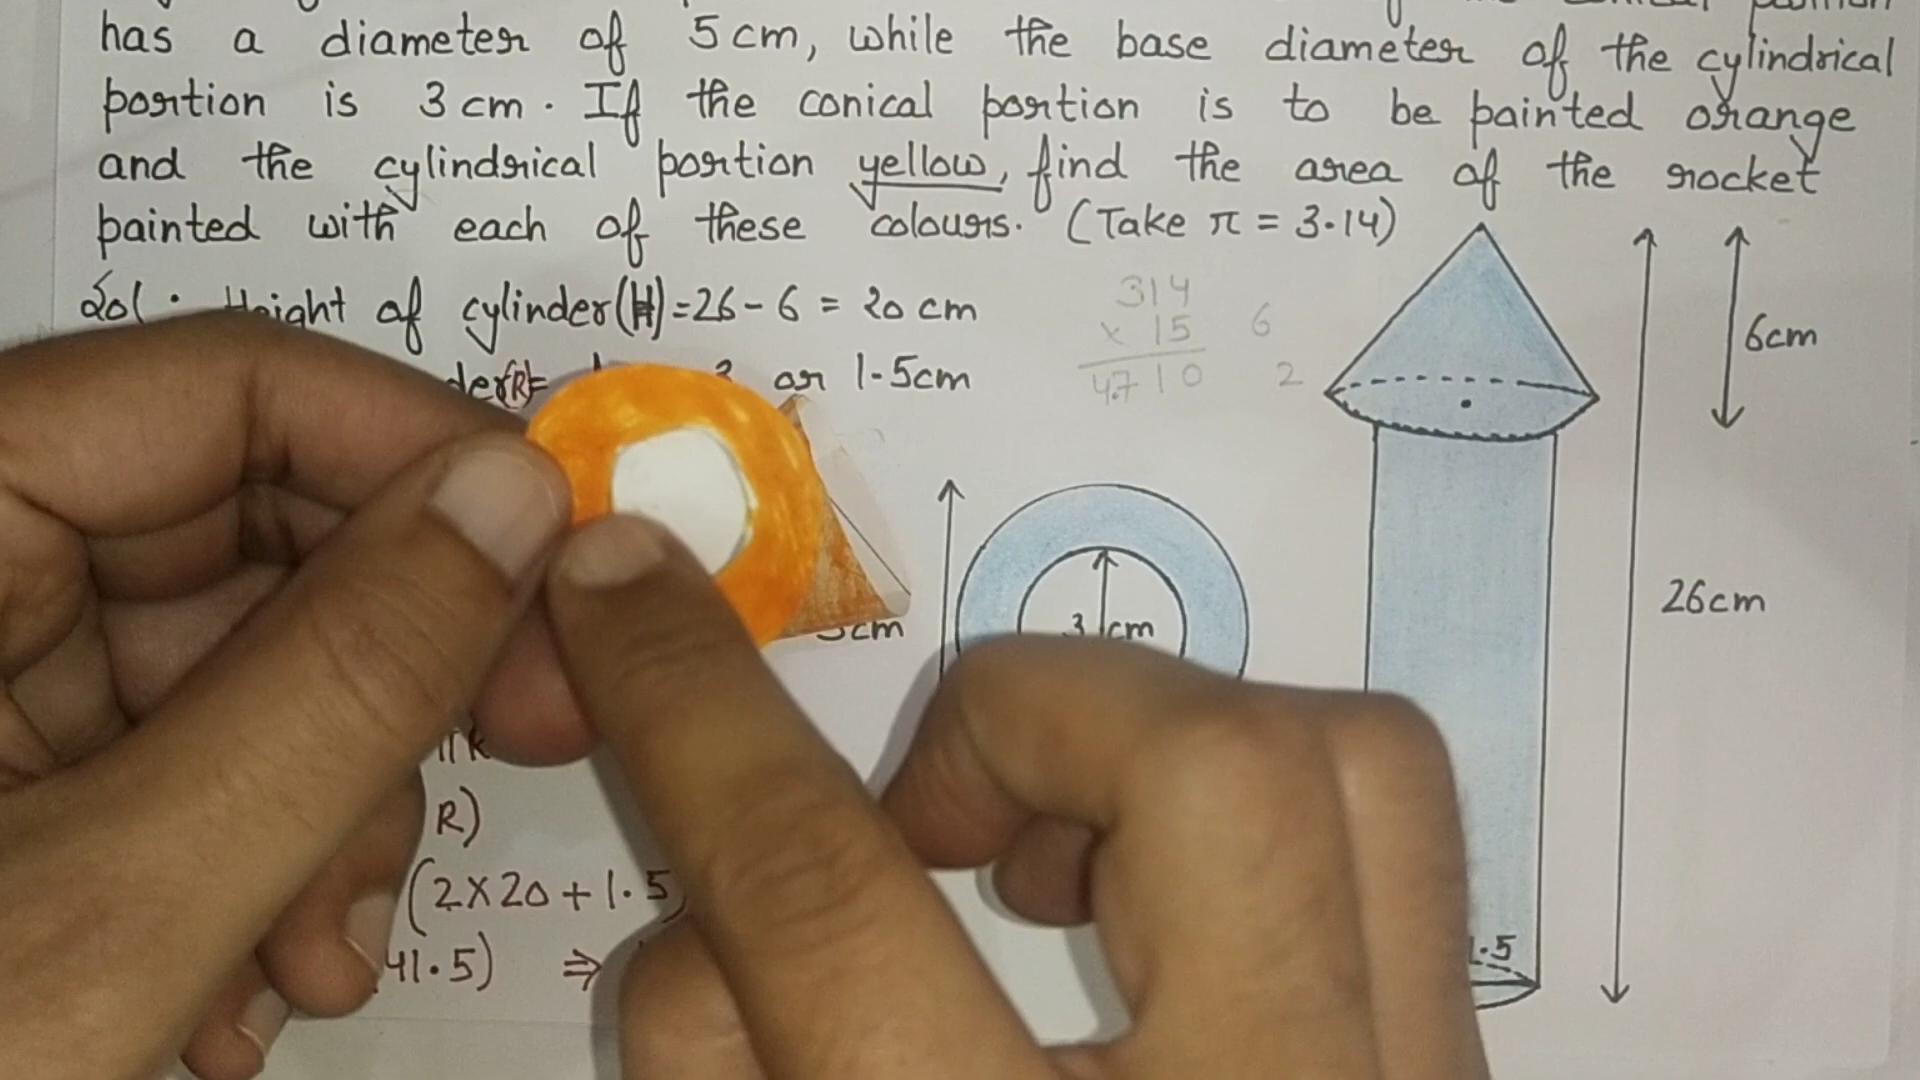 has a diameter of 5 cm, while the base diameter of the cylindrical
portion is 3 cm. If the conical portion is to be painted orange
and the cylindrical portion yellow, find the area of the rocket
painted with each of these colours. (Take π = 3.14)
Sol: Height of cylinder(H)=26-6 = 20 cm
der(R)= or 1.5cm
314
x 15
4710
6
2
6cm
26cm
3 cm
cm
R)
(2×20+1.5
41.5) ⇒
1.5